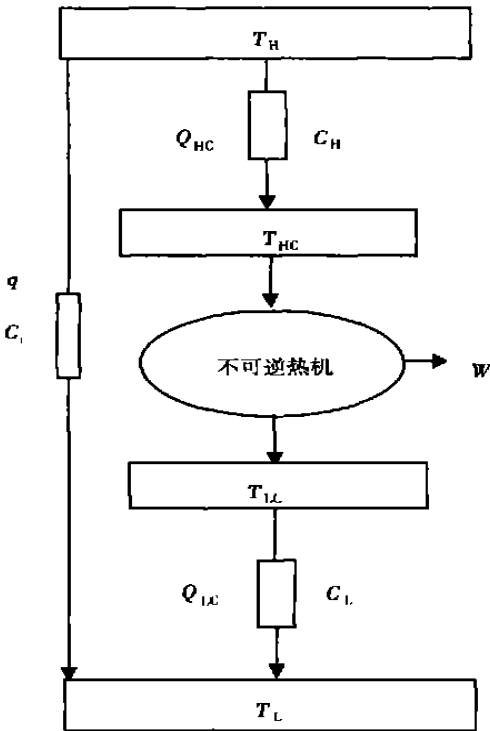 T_H
Q_HC C_H
T_HC
q
C_i
不可逆热机
W
T_LC
Q_LC C_L
T_L